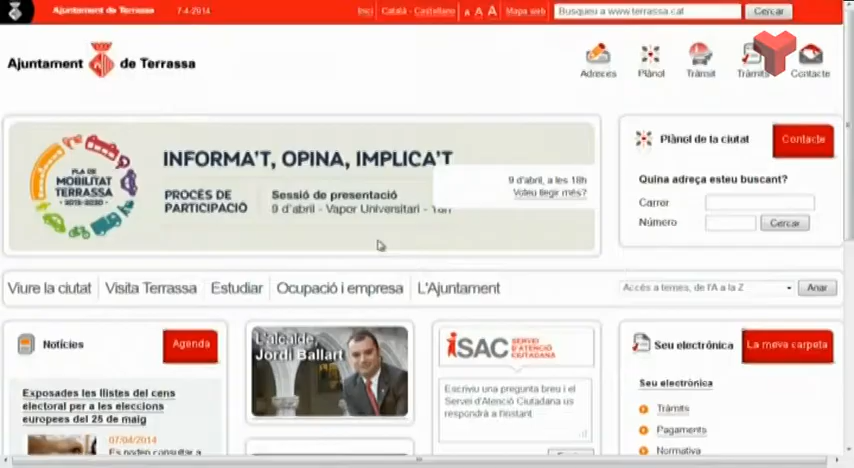 Ajuntament de Terrassa
7-4-2014
Inici
Català - Castellano
A A A
Mapa web
Busqueu a www.terrassa.cat
Cercar
Ajuntament de Terrassa
Adreces
Plànol
Trànsit
Tràmits
Contacte
PLA DE
MOBILITAT
TERRASSA
INFORMA'T, OPINA, IMPLICA'T
PROCÉS DE
PARTICIPACIÓ
Sessió de presentació
9 d'abril - Vapor Universitari - 18h
9 d'abril, a les 18h
Voleu llegir més?
Plànol de la ciutat
Contacte
Quina adreça esteu buscant?
Carrer
Número
Cercar
Viure la ciutat
Visita Terrassa
Estudiar
Ocupació i empresa
L'Ajuntament
Accés a temes, de l'A a la Z
Anar
Notícies
Agenda
Exposades les llistes del cens
electoral per a les eleccions
europees del 25 de maig
07/04/2014
Es poden consultar a
L'alcalde,
Jordi Ballart
iSAC
SERVEI
D'ATENCIÓ
CIUTADANA
Escriviu una pregunta breu i el
Servei d'Atenció Ciutadana us
respondrà a l'instant
Seu electrònica
La meva carpeta
Seu electrònica
Tràmits
Pagaments
Normativa